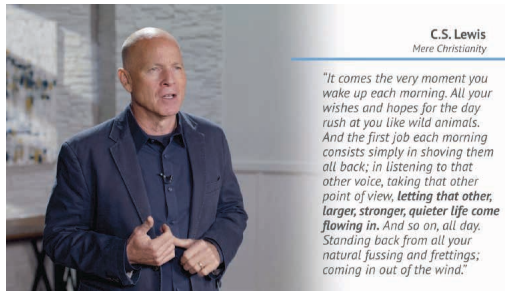 C.S. Lewis
Mere Christianity
"It comes the very moment you
wake up each morning. All your
wishes and hopes for the day
rush at you like wild animals.
And the first job each morning
consists simply in shoving them
all back; in listening to that
other voice, taking that other
point of view, letting that other,
larger, stronger, quieter life come
flowing in. And so on, all day.
Standing back from all your
natural fussing and frettings;
coming in out of the wind."